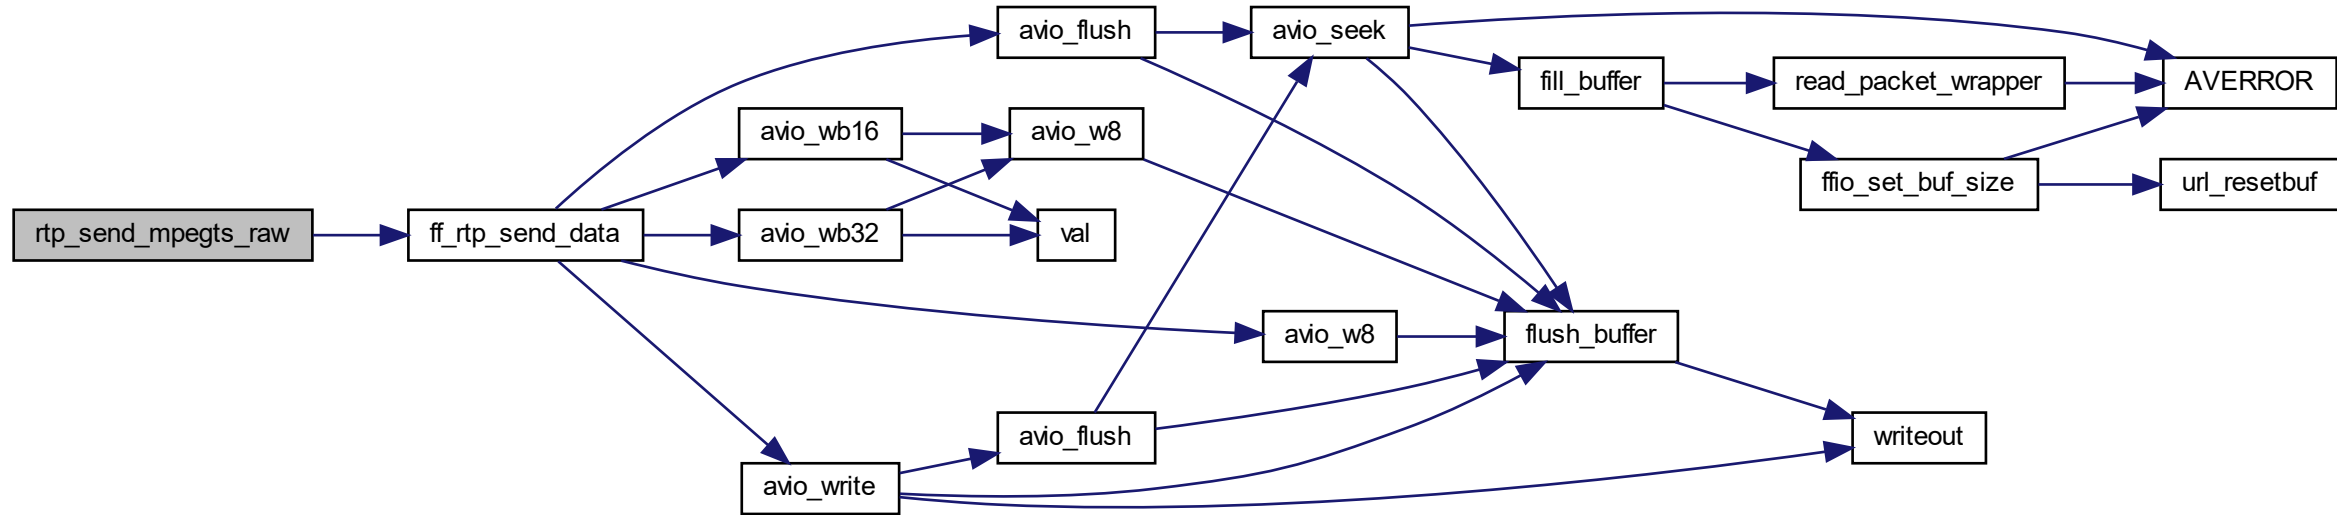 rtp_send_mpegts_raw
ff_rtp_send_data
avio_flush
avio_wb16
avio_wb32
avio_write
avio_w8
val
avio_w8
avio_flush
avio_seek
flush_buffer
fill_buffer
read_packet_wrapper
ffio_set_buf_size
writeout
AVERROR
url_resetbuf